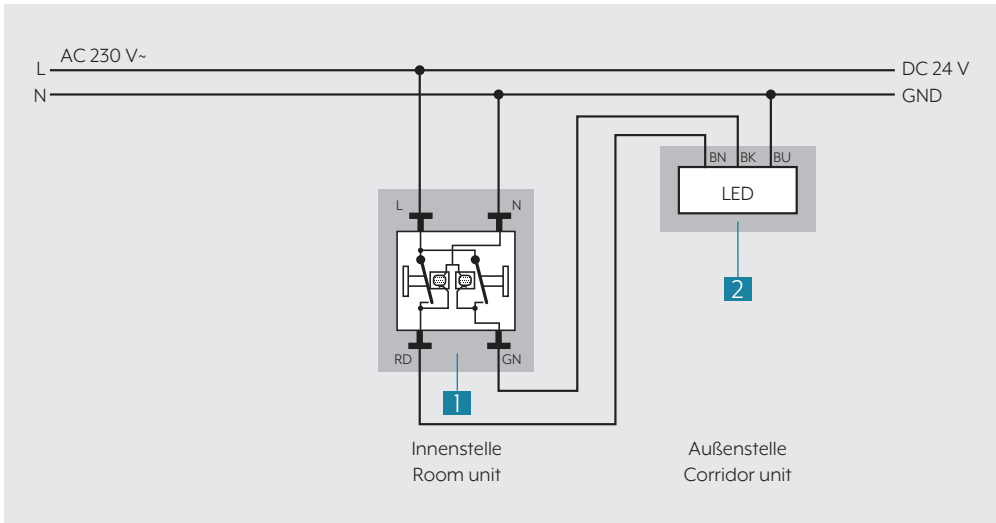 AC 230 V~
L
DC 24 V
N
GND
BN BK BU
LED
L N
2
RD GN
1
Innenstelle
Room unit
Außenstelle
Corridor unit